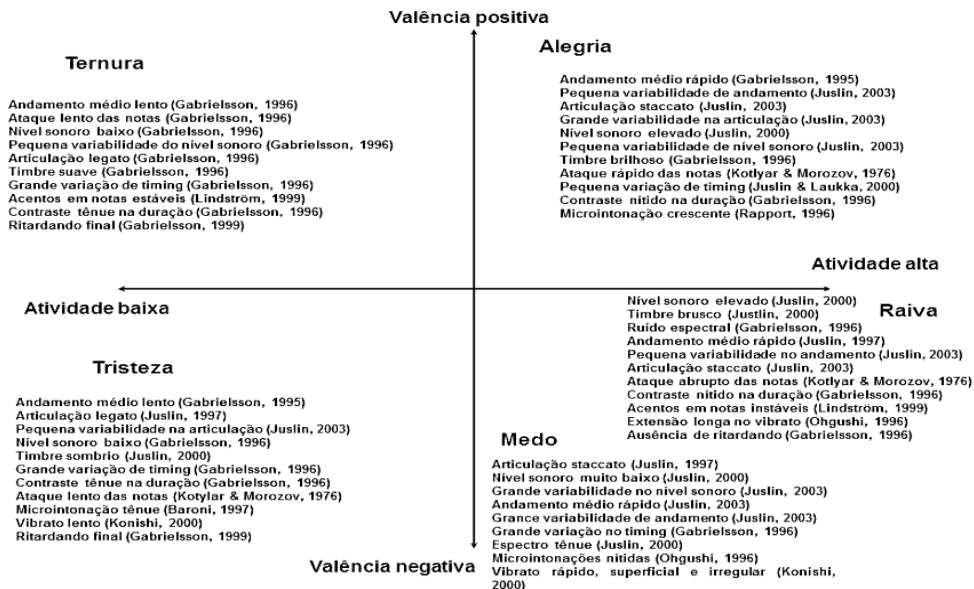 Valência positiva
Ternura
Andamento médio lento (Gabrielsson, 1996)
Ataque lento das notas (Gabrielsson, 1996)
Nível sonoro baixo (Gabrielsson, 1996)
Pequena variabilidade do nível sonoro (Gabrielsson, 1996)
Articulação legato (Gabrielsson, 1996)
Timbre suave (Gabrielsson, 1996)
Grande variação de timing (Gabrielsson, 1996)
Acentos em notas estáveis (Lindström, 1999)
Contraste tênue na duração (Gabrielsson, 1996)
Ritardando final (Gabrielsson, 1999)
Alegria
Andamento médio rápido (Gabrielsson, 1995)
Pequena variabilidade de andamento (Juslin, 2003)
Articulação staccato (Juslin, 2003)
Grande variabilidade na articulação (Juslin, 2003)
Nível sonoro elevado (Juslin, 2000)
Pequena variabilidade de nível sonoro (Juslin, 2003)
Timbre brilhoso (Gabrielsson, 1996)
Ataque rápido das notas (Kotlyar & Morozov, 1976)
Pequena variação de timing (Juslin & Laukka, 2000)
Contraste nítido na duração (Gabrielsson, 1996)
Microintonação crescente (Rapport, 1996)
Atividade alta
Atividade baixa
Raiva
Nível sonoro elevado (Juslin, 2000)
Timbre brusco (Justlin, 2000)
Ruído espectral (Gabrielsson, 1996)
Andamento médio rápido (Juslin, 1997)
Pequena variabilidade no andamento (Juslin, 2003)
Articulação staccato (Juslin, 2003)
Ataque abrupto das notas (Kotlyar & Morozov, 1976)
Contraste nítido na duração (Gabrielsson, 1996)
Acentos em notas instáveis (Lindström, 1999)
Extensão longa no vibrato (Ohgushi, 1996)
Ausência de ritardando (Gabrielsson, 1996)
Tristeza
Andamento médio lento (Gabrielsson, 1995)
Articulação legato (Juslin, 1997)
Pequena variabilidade na articulação (Juslin, 2003)
Nível sonoro baixo (Gabrielsson, 1996)
Timbre sombrio (Juslin, 2000)
Grande variação de timing (Gabrielsson, 1996)
Contraste tênue na duração (Gabrielsson, 1996)
Ataque lento das notas (Kotylar & Morozov, 1976)
Microintonação tênue (Baroni, 1997)
Vibrato lento (Konishi, 2000)
Ritardando final (Gabrielsson, 1999)
Medo
Articulação staccato (Juslin, 1997)
Nível sonoro muito baixo (Juslin, 2000)
Grande variabilidade no nível sonoro (Juslin, 2003)
Andamento médio rápido (Juslin, 2003)
Grance variabilidade de andamento (Juslin, 2003)
Grande variação no timing (Gabrielsson, 1996)
Espectro tênue (Juslin, 2000)
Microintonações nítidas (Ohgushi, 1996)
Vibrato rápido, superficial e irregular (Konishi,
2000)
Valência negativa